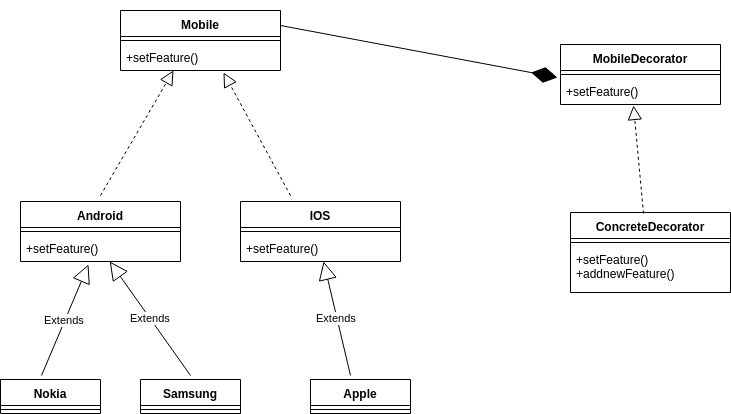 Mobile
+setFeature()
MobileDecorator
+setFeature()
Android
+setFeature()
IOS
+setFeature()
ConcreteDecorator
+setFeature()
+addnewFeature()
Extends
Extends
Extends
Nokia
Samsung
Apple